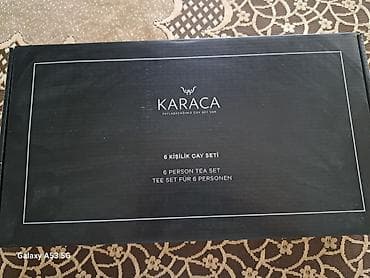 KARACA
6 KİŞİLİK ÇAY SETİ
6 PERSON TEA SET
TEE SET FÜR 6 PERSONEN
Galaxy A53 5G